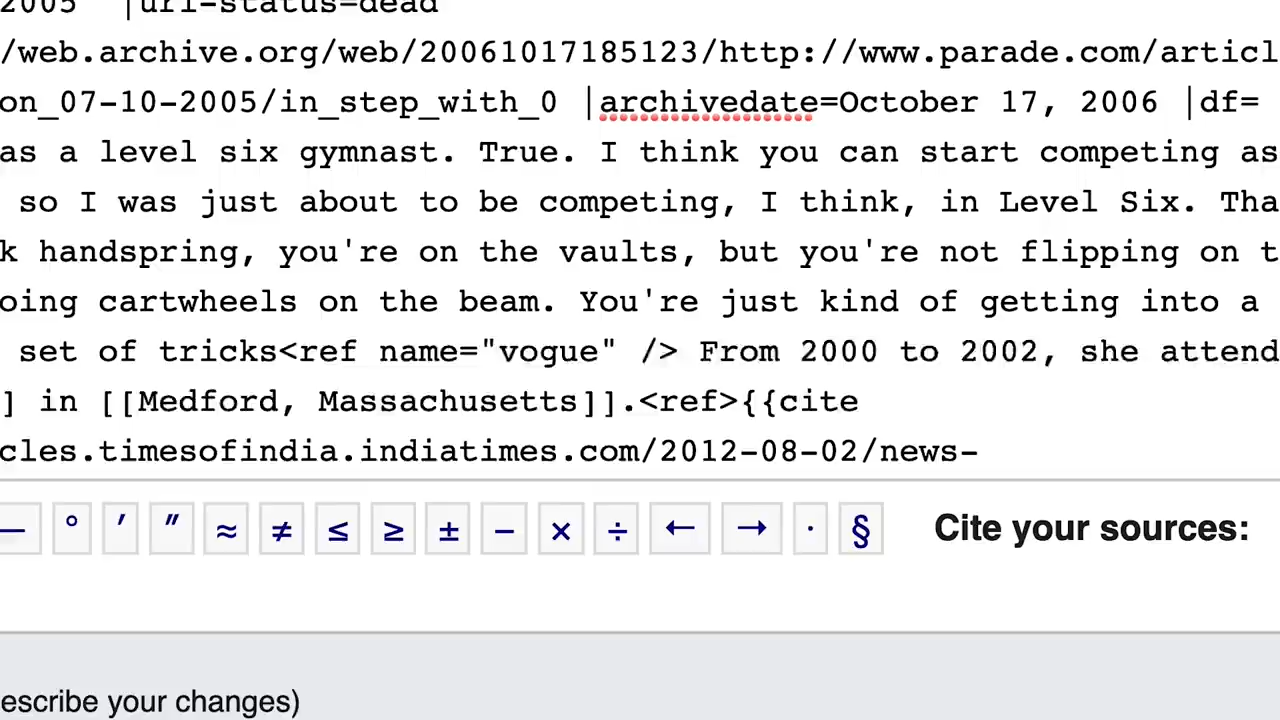 2005 |url-status=dead
/web.archive.org/web/20061017185123/http://www.parade.com/articl
on_07-10-2005/in_step_with_0 |archivedate=October 17, 2006 |df=
as a level six gymnast. True. I think you can start competing as
so I was just about to be competing, I think, in Level Six. Tha
k handspring, you're on the vaults, but you're not flipping on t
oing cartwheels on the beam. You're just kind of getting into a
set of tricks<ref name="vogue" /> From 2000 to 2002, she attend
] in [[Medford, Massachusetts]].<ref>{{cite
cles.timesofindia.indiatimes.com/2012-08-02/news-
— ° ′ ″ ≈ ≠ ≤ ≥ ± − × ÷ ← → · § Cite your sources:
escribe your changes)